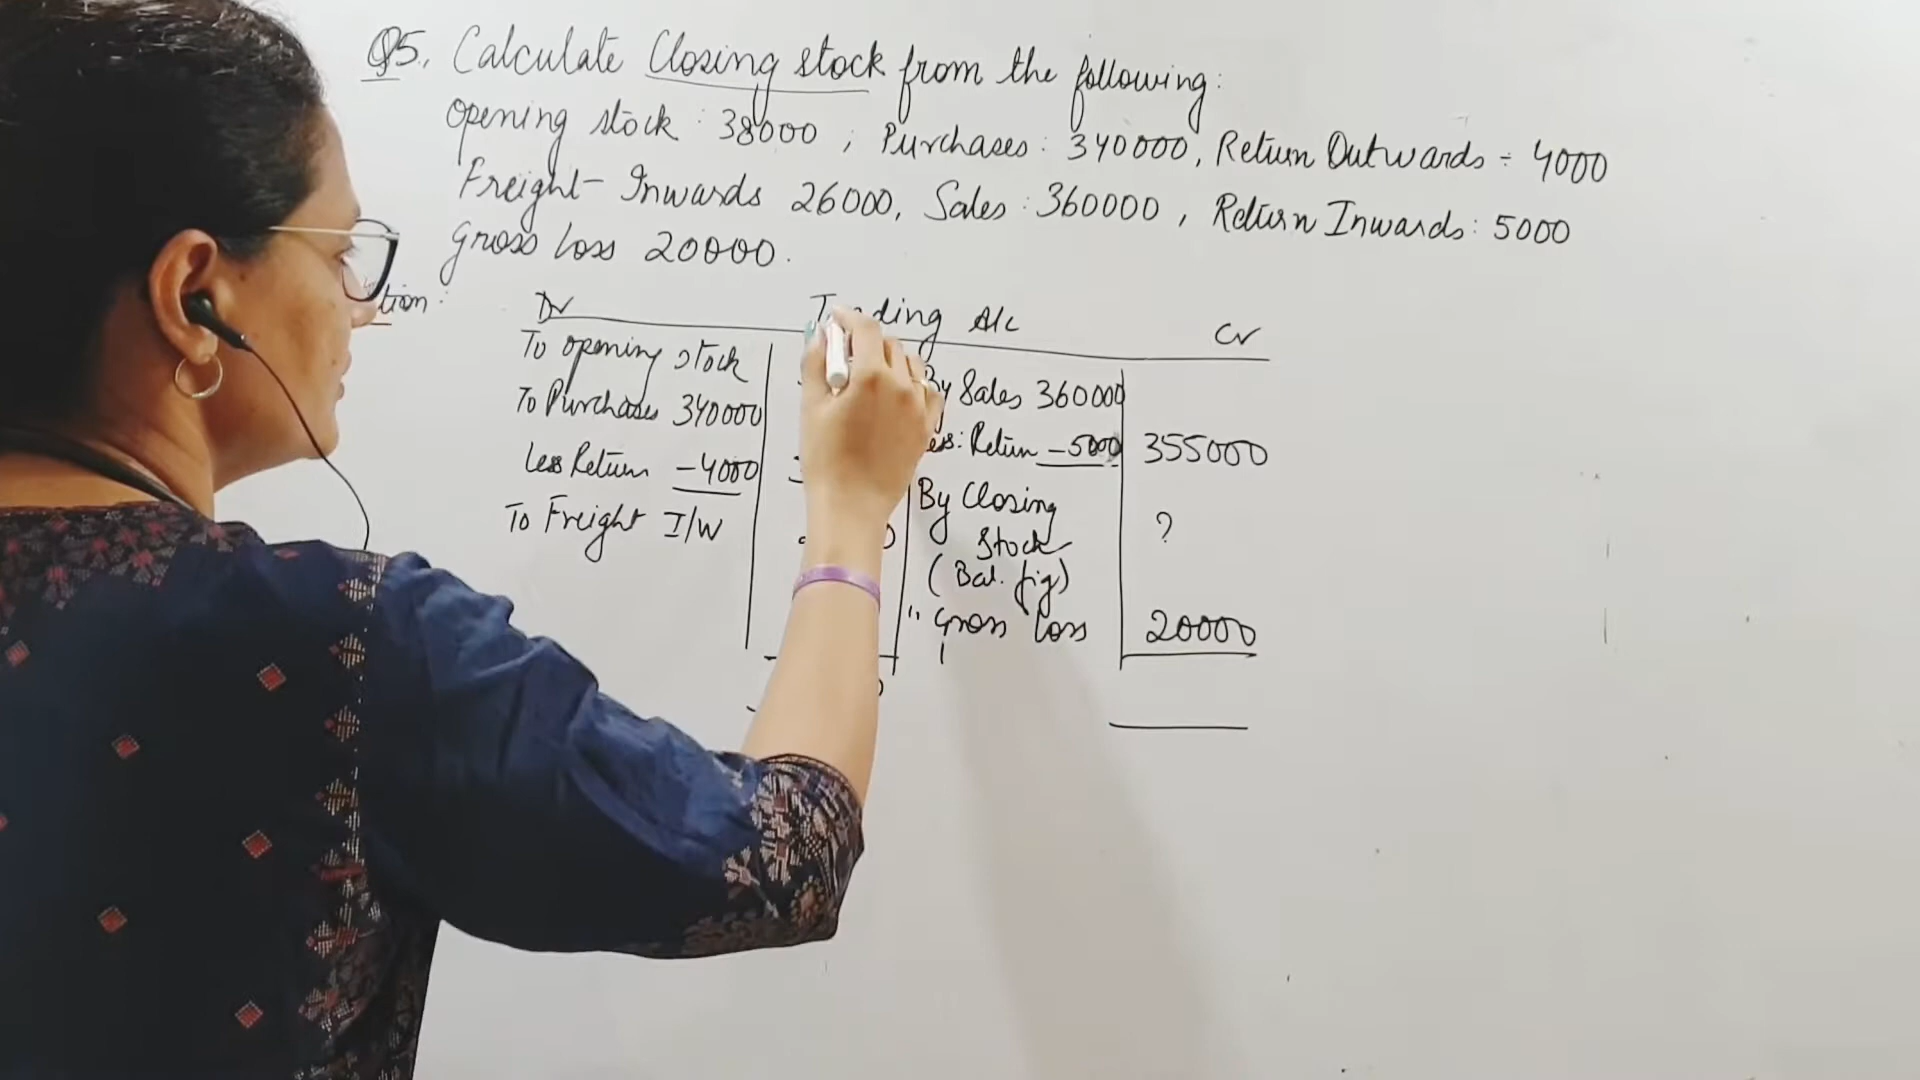 Q5. Calculate Closing stock from the following:
Opening stock : 38000 ; Purchases : 340000, Return Outwards = 4000
Freight-Inwards 26000, Sales : 360000, Return Inwards : 5000
Gross loss 20000.
tion:
Dr Trading A/c Cr
To opening stock
By Sales 360000
To Purchases 340000
Return -5000 355000
Less Return -4000
By Closing Stock ?
To Freight I/W
(Bal. fig)
" Gross loss 20000